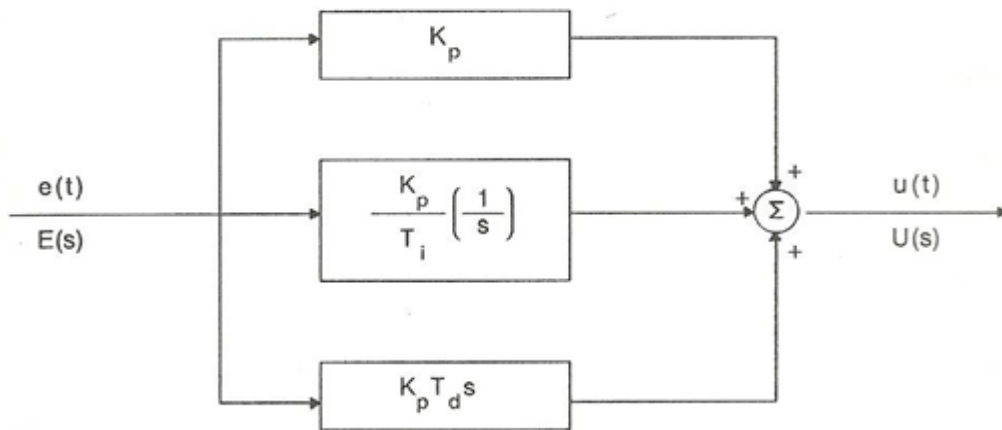 K_p
e(t)
E(s)
K_p / T_i (1/s)
+
+
Σ
+
u(t)
U(s)
K_p T_d s